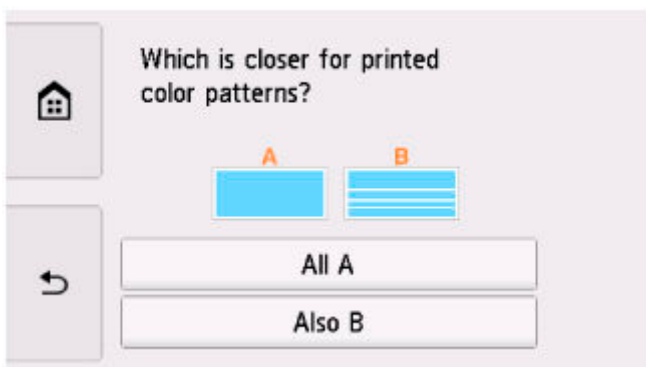 Which is closer for printed
color patterns?
A B
All A
Also B